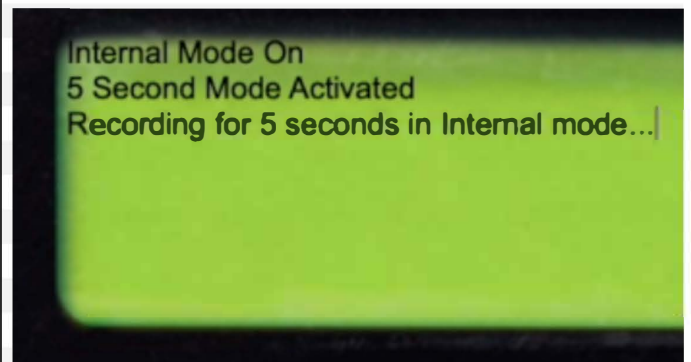 Internal Mode On
5 Second Mode Activated
Recording for 5 seconds in Internal mode...